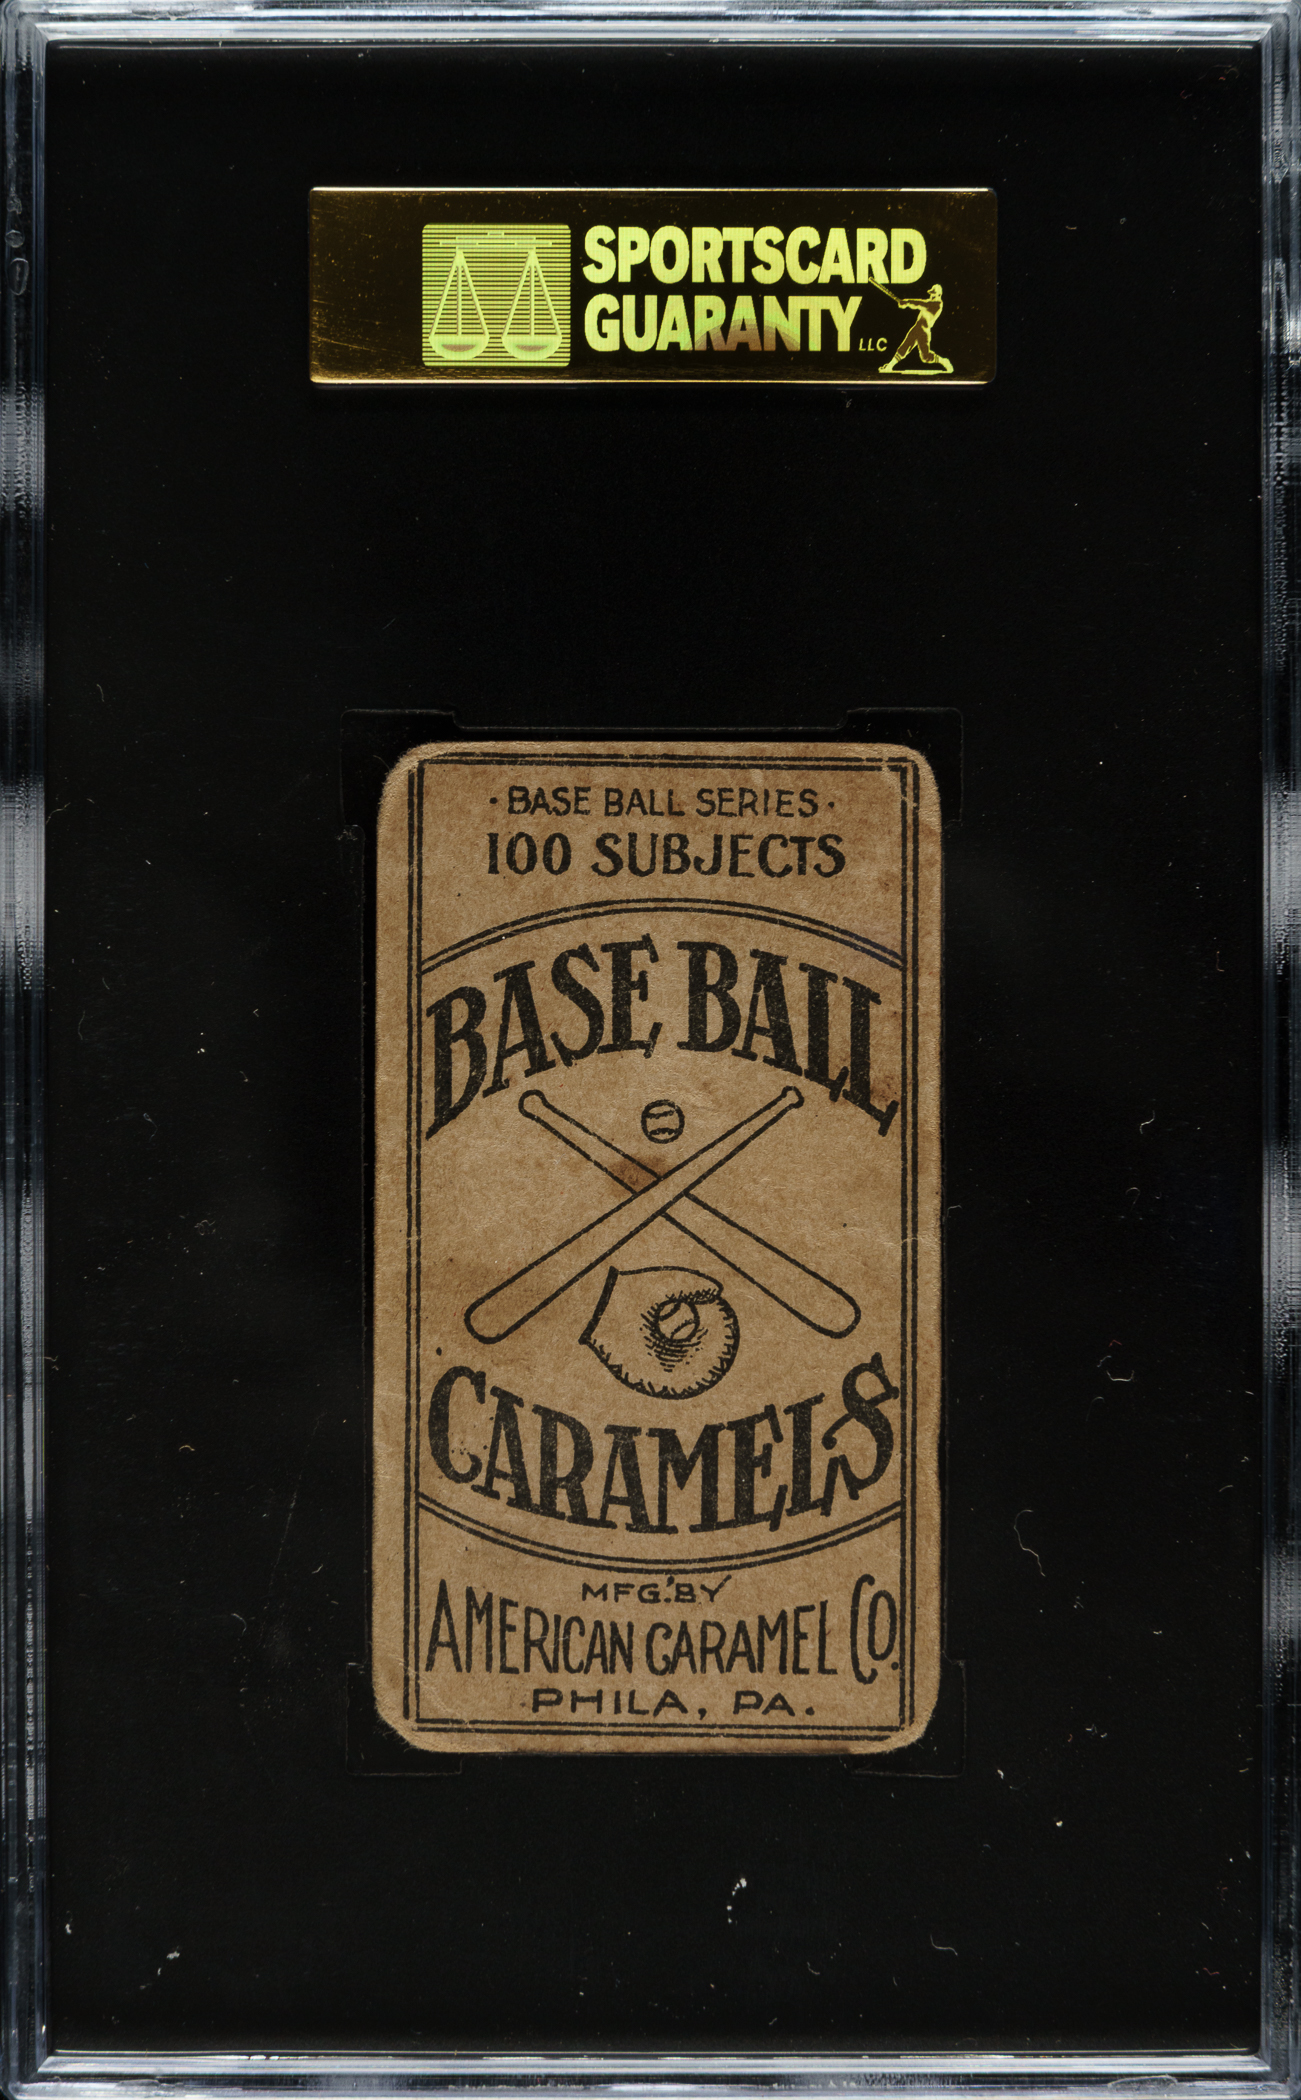 SPORTSCARD
GUARANTY LLC
· BASE BALL SERIES ·
100 SUBJECTS
BASE BALL
CARAMELS
MFG.'BY
AMERICAN CARAMEL CO.
PHILA, PA.